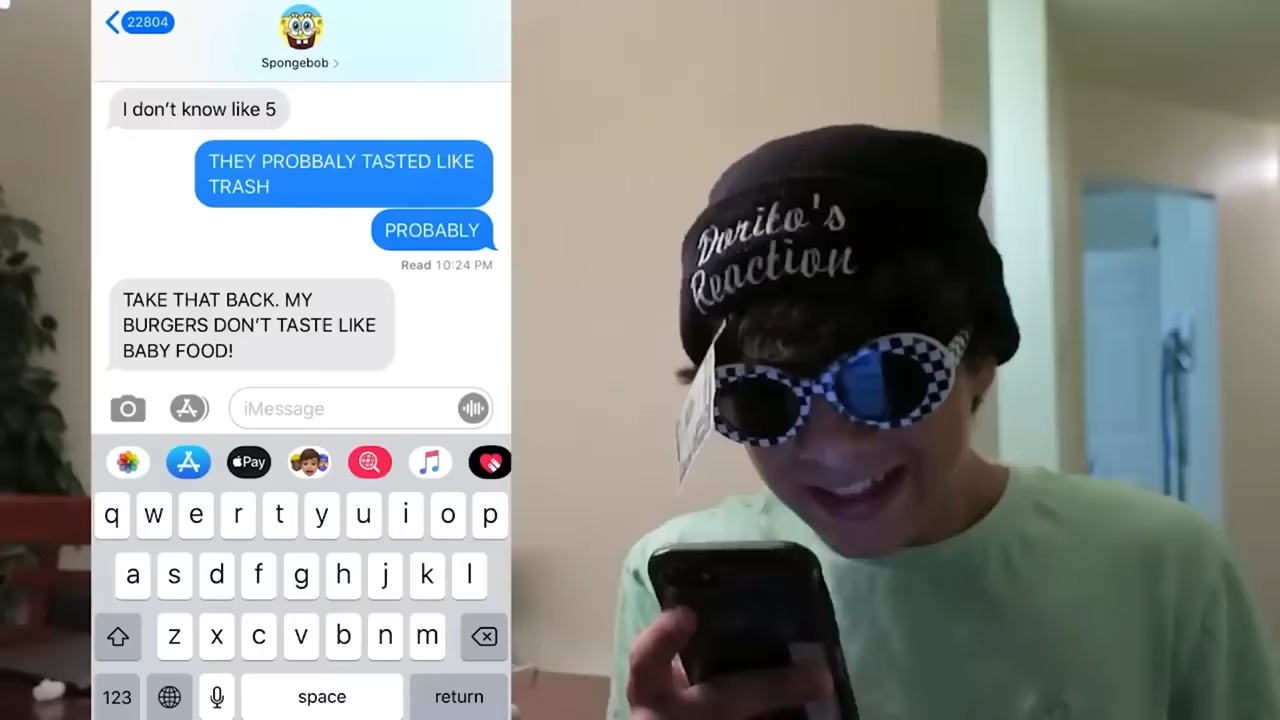 22804
Spongebob
I don't know like 5
THEY PROBBALY TASTED LIKE
TRASH
PROBABLY
Read 10:24 PM
TAKE THAT BACK. MY
BURGERS DON'T TASTE LIKE
BABY FOOD!
iMessage
Pay
q w e r t y u i o p
a s d f g h j k l
z x c v b n m
123 space return
Dorito's
Reaction